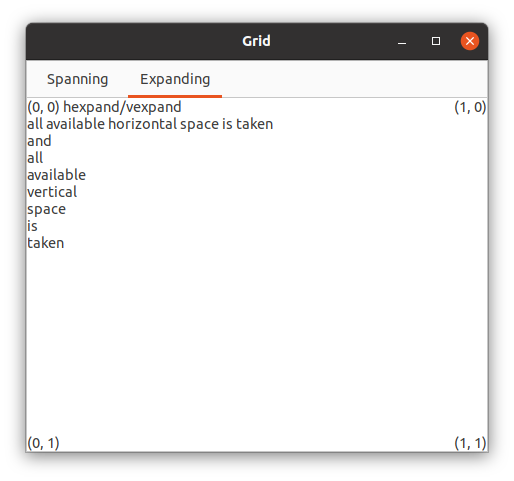 Grid
Spanning Expanding
(0, 0) hexpand/vexpand (1, 0)
all available horizontal space is taken
and
all
available
vertical
space
is
taken
(0, 1) (1, 1)